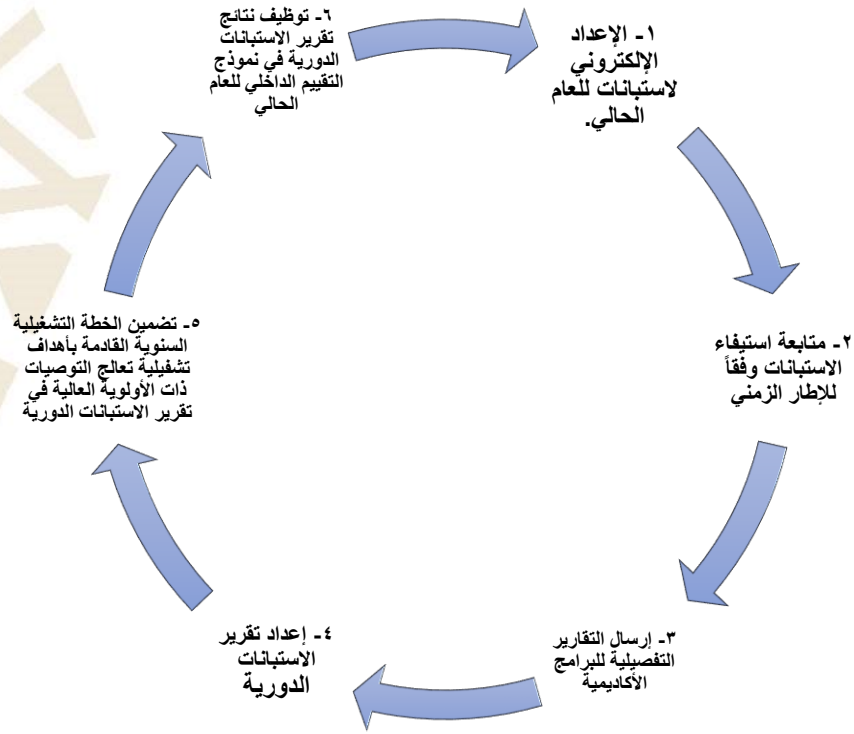 ١- الإعداد
الإلكتروني
لاستبانات للعام
الحالي.
٢- متابعة استيفاء
الاستبانات وفقاً
للإطار الزمني
٣- إرسال التقارير
التفصيلية للبرامج
الأكاديمية
٤- إعداد تقرير
الاستبانات
الدورية
٥- تضمين الخطة التشغيلية
السنوية القادمة بأهداف
تشغيلية تعالج التوصيات
ذات الأولوية العالية في
تقرير الاستبانات الدورية
٦- توظيف نتائج
تقرير الاستبانات
الدورية في نموذج
التقييم الداخلي للعام
الحالي